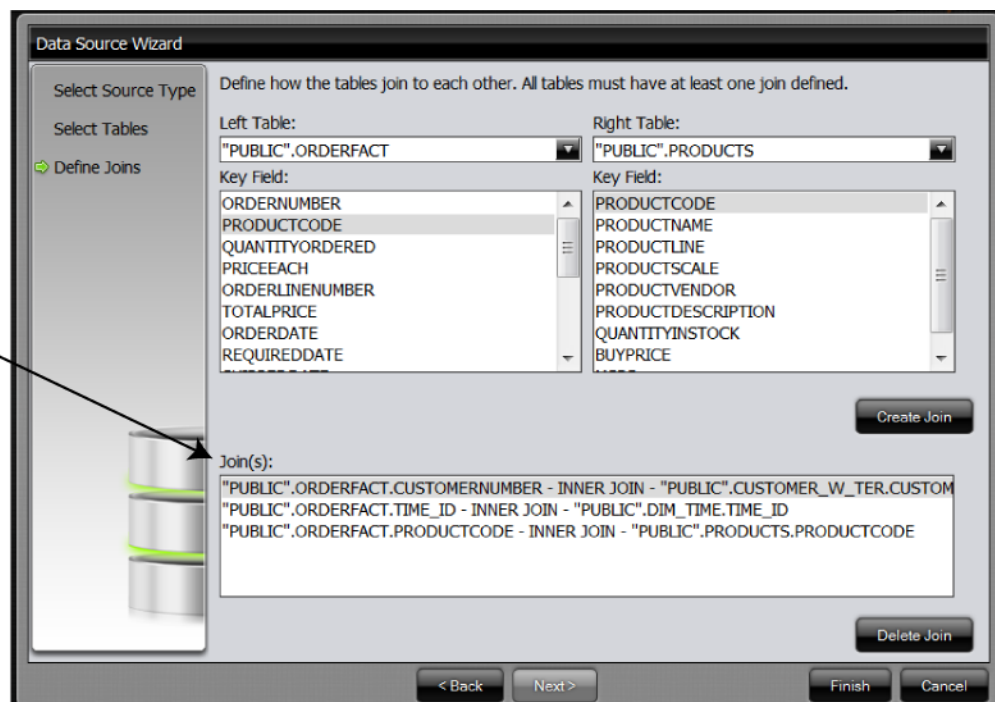 Data Source Wizard
Select Source Type
Select Tables
Define Joins
Define how the tables join to each other. All tables must have at least one join defined.
Left Table:
"PUBLIC".ORDERFACT
Key Field:
ORDERNUMBER
PRODUCTCODE
QUANTITYORDERED
PRICEEACH
ORDERLINENUMBER
TOTALPRICE
ORDERDATE
REQUIREDDATE
Right Table:
"PUBLIC".PRODUCTS
Key Field:
PRODUCTCODE
PRODUCTNAME
PRODUCTLINE
PRODUCTSCALE
PRODUCTVENDOR
PRODUCTDESCRIPTION
QUANTITYINSTOCK
BUYPRICE
Create Join
Join(s):
"PUBLIC".ORDERFACT.CUSTOMERNUMBER - INNER JOIN - "PUBLIC".CUSTOMER_W_TER.CUSTOM
"PUBLIC".ORDERFACT.TIME_ID - INNER JOIN - "PUBLIC".DIM_TIME.TIME_ID
"PUBLIC".ORDERFACT.PRODUCTCODE - INNER JOIN - "PUBLIC".PRODUCTS.PRODUCTCODE
Delete Join
< Back
Next >
Finish
Cancel